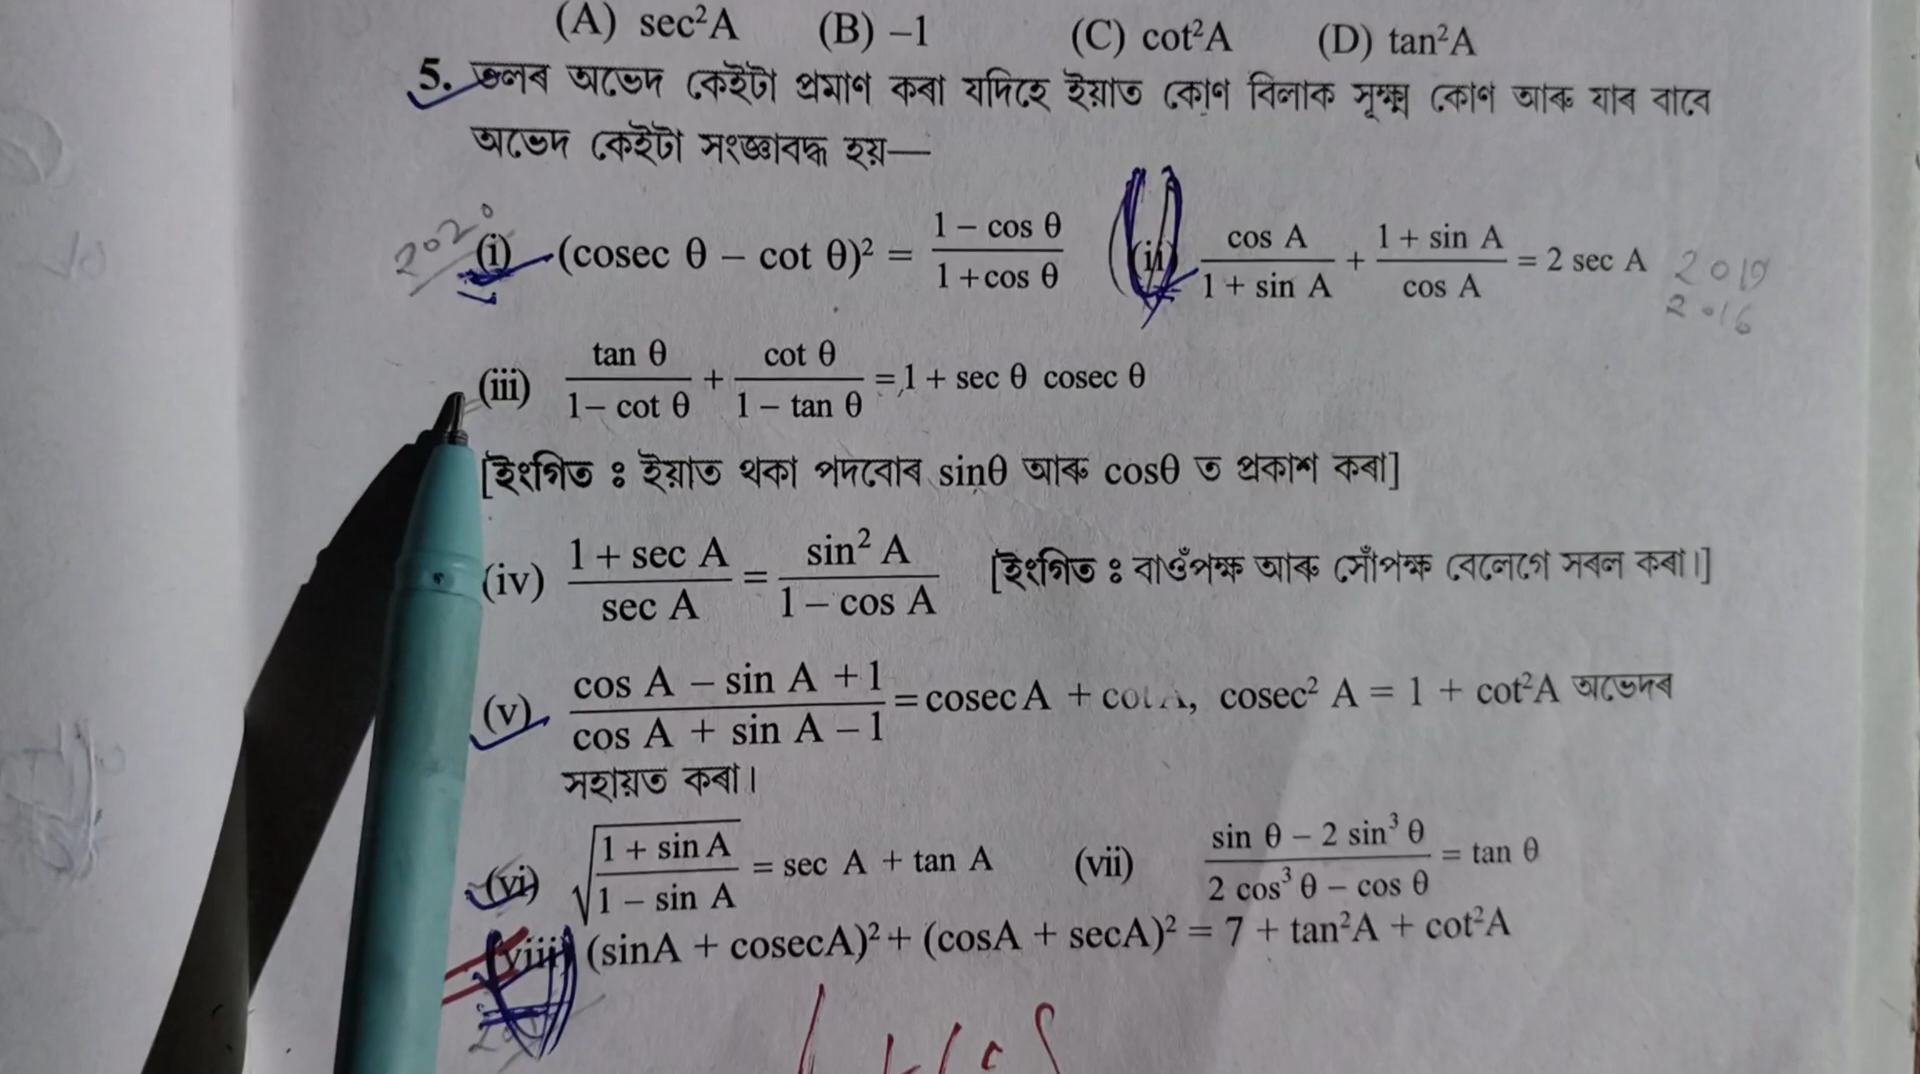 (A) sec²A (B) –1 (C) cot²A (D) tan²A
5. তলৰ অভেদ কেইটা প্ৰমাণ কৰা যদিহে ইয়াত কোণ বিলাক সূক্ষ্ম কোণ আৰু যাৰ বাবে
অভেদ কেইটা সংজ্ঞাবদ্ধ হয়—
2020 (i) (cosec θ – cot θ)² = (1 – cos θ)/(1 + cos θ) (ii) cos A/(1 + sin A) + (1 + sin A)/cos A = 2 sec A 2019
2016
(iii) tan θ/(1– cot θ) + cot θ/(1 – tan θ) = 1 + sec θ cosec θ
[ইংগিত ঃ ইয়াত থকা পদবোৰ sinθ আৰু cosθ ত প্ৰকাশ কৰা]
(iv) (1 + sec A)/sec A = sin² A/(1 – cos A) [ইংগিত ঃ বাওঁপক্ষ আৰু সোঁপক্ষ বেলেগে সৰল কৰা।]
(v) (cos A – sin A + 1)/(cos A + sin A – 1) = cosec A + cot A, cosec² A = 1 + cot²A অভেদৰ
সহায়ত কৰা।
(vi) √((1 + sin A)/(1 – sin A)) = sec A + tan A (vii) (sin θ – 2 sin³ θ)/(2 cos³ θ – cos θ) = tan θ
(viii) (sinA + cosecA)² + (cosA + secA)² = 7 + tan²A + cot²A